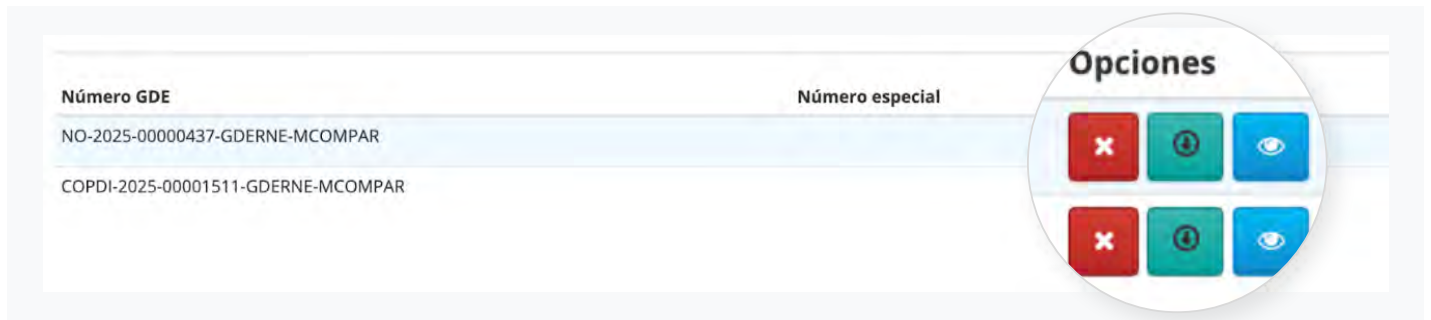 Opciones
Número GDE
Número especial
NO-2025-00000437-GDERNE-MCOMPAR
COPDI-2025-00001511-GDERNE-MCOMPAR